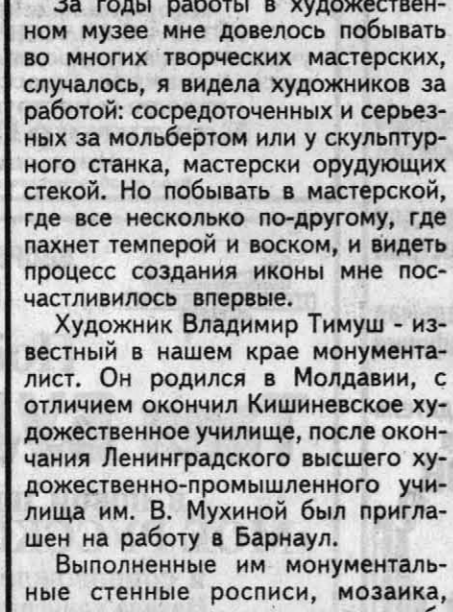 За годы работы в художествен-
ном музее мне довелось побывать
во многих творческих мастерских,
случалось, я видела художников за
работой: сосредоточенных и серьез-
ных за мольбертом или у скульптур-
ного станка, мастерски орудующих
стекой. Но побывать в мастерской,
где все несколько по-другому, где
пахнет темперой и воском, и видеть
процесс создания иконы мне пос-
частливилось впервые.
Художник Владимир Тимуш - из-
вестный в нашем крае монумента-
лист. Он родился в Молдавии, с
отличием окончил Кишиневское ху-
дожественное училище, после окон-
чания Ленинградского высшего ху-
дожественно-промышленного учи-
лища им. В. Мухиной был пригла-
шен на работу в Барнаул.
Выполненные им монументаль-
ные стенные росписи, мозаика,